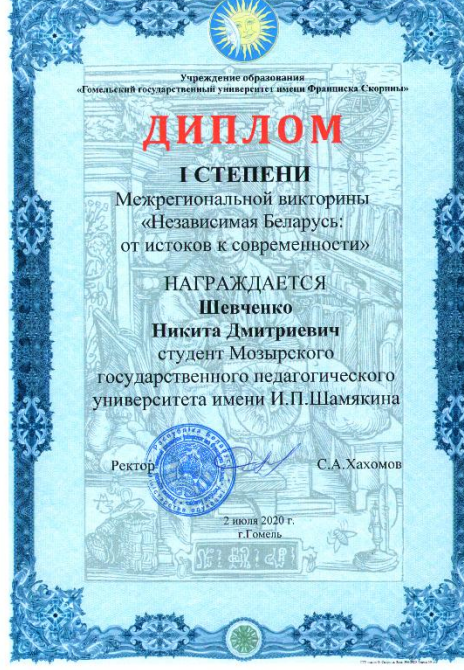 Учреждение образования
«Гомельский государственный университет имени Франциска Скорины»
ДИПЛОМ
I СТЕПЕНИ
Межрегиональной викторины
«Независимая Беларусь:
от истоков к современности»
НАГРАЖДАЕТСЯ
Шевченко
Никита Дмитриевич
студент Мозырского
государственного педагогического
университета имени И.П.Шамякина
Ректор С.А.Хахомов
2 июля 2020 г.
г.Гомель